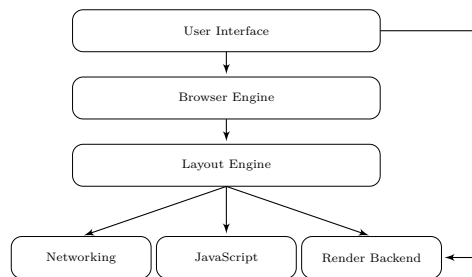 User Interface
Browser Engine
Layout Engine
Networking
JavaScript
Render Backend